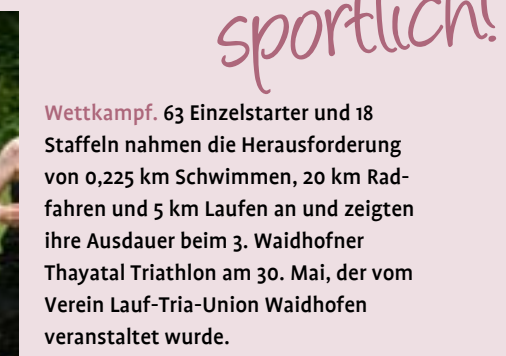 sportlich!
Wettkampf. 63 Einzelstarter und 18
Staffeln nahmen die Herausforderung
von 0,225 km Schwimmen, 20 km Rad-
fahren und 5 km Laufen an und zeigten
ihre Ausdauer beim 3. Waidhofner
Thayatal Triathlon am 30. Mai, der vom
Verein Lauf-Tria-Union Waidhofen
veranstaltet wurde.